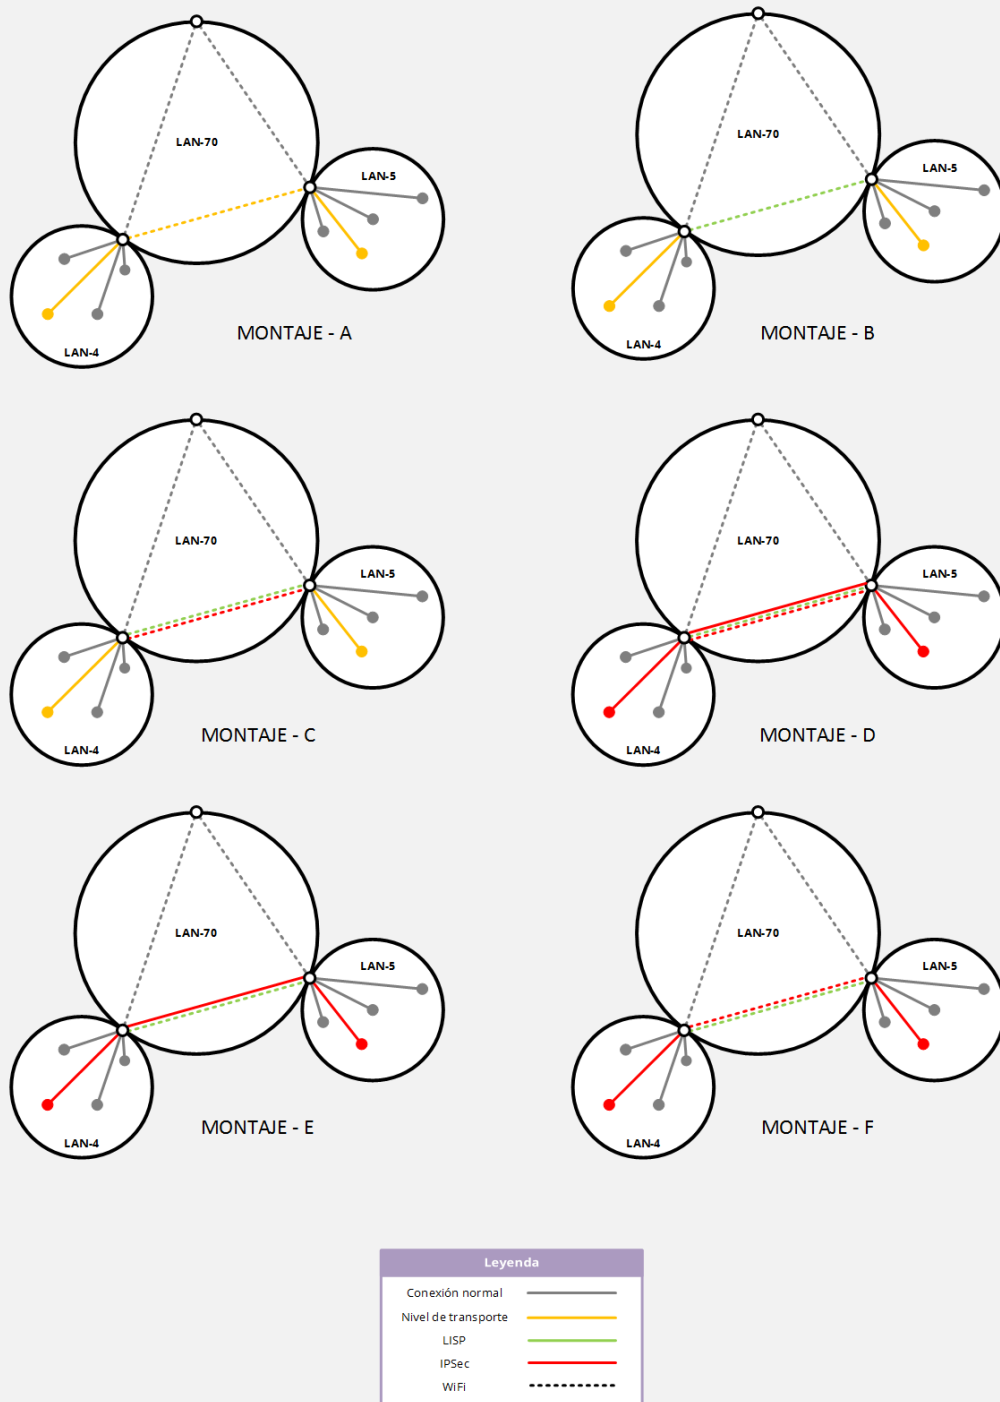 LAN-70
LAN-5
LAN-4
MONTAJE - A
LAN-70
LAN-5
LAN-4
MONTAJE - B
LAN-70
LAN-5
LAN-4
MONTAJE - C
LAN-70
LAN-5
LAN-4
MONTAJE - D
LAN-70
LAN-5
LAN-4
MONTAJE - E
LAN-70
LAN-5
LAN-4
MONTAJE - F
Leyenda
Conexión normal
Nivel de transporte
LISP
IPSec
WiFi